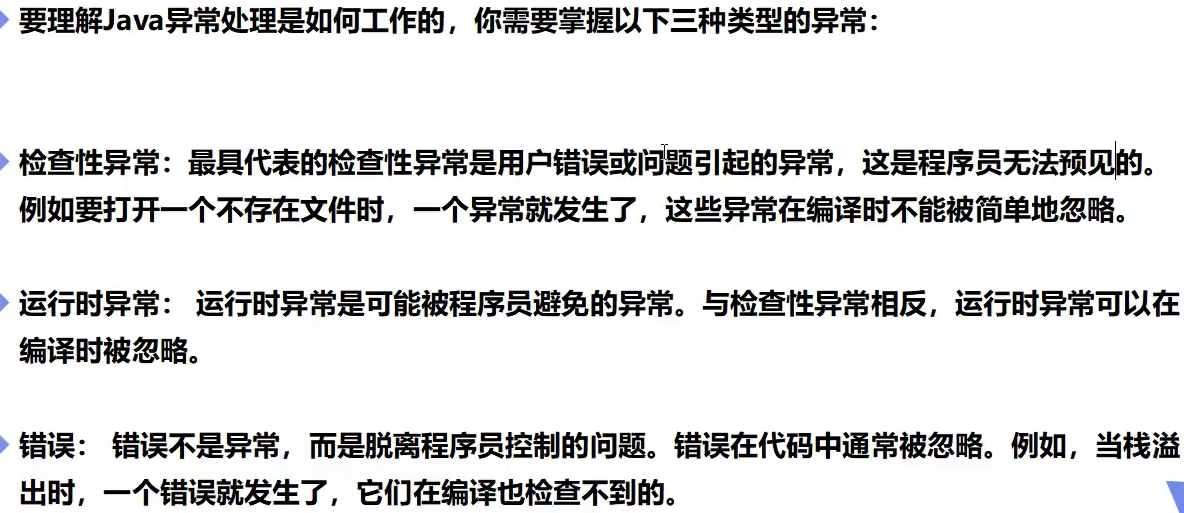 要理解Java异常处理是如何工作的，你需要掌握以下三种类型的异常：
检查性异常：最具代表的检查性异常是用户错误或问题引起的异常，这是程序员无法预见的。
例如要打开一个不存在文件时，一个异常就发生了，这些异常在编译时不能被简单地忽略。
运行时异常： 运行时异常是可能被程序员避免的异常。与检查性异常相反，运行时异常可以在
编译时被忽略。
错误： 错误不是异常，而是脱离程序员控制的问题。错误在代码中通常被忽略。例如，当栈溢
出时，一个错误就发生了，它们在编译也检查不到的。